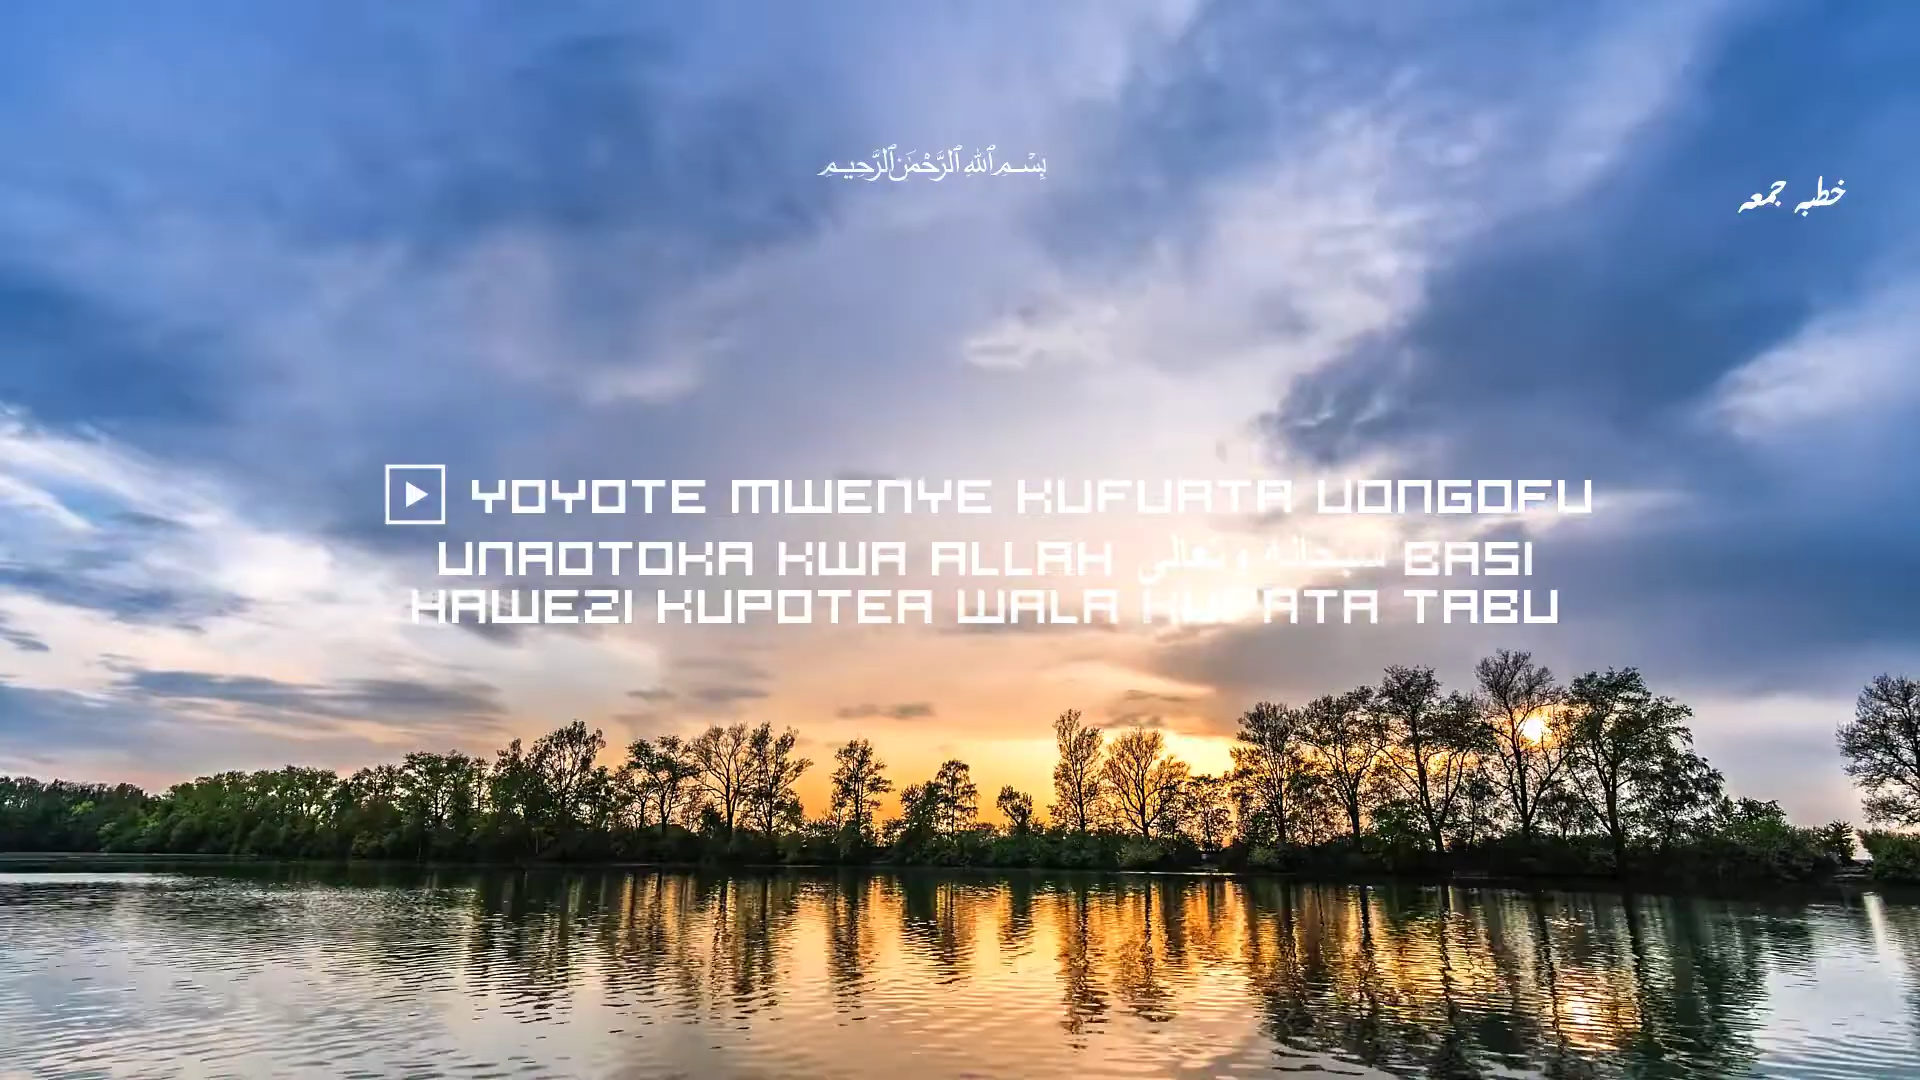 بِسْمِ ٱللَّٰهِ ٱلرَّحْمَٰنِ ٱلرَّحِيمِ
خطبہ جمعہ
YOYOTE MWENYE KUFUATA UONGOFU
UNAOTOKA KWA ALLAH سبحانه وتعالى BASI
HAWEZI KUPOTEA WALA KUPATA TABU